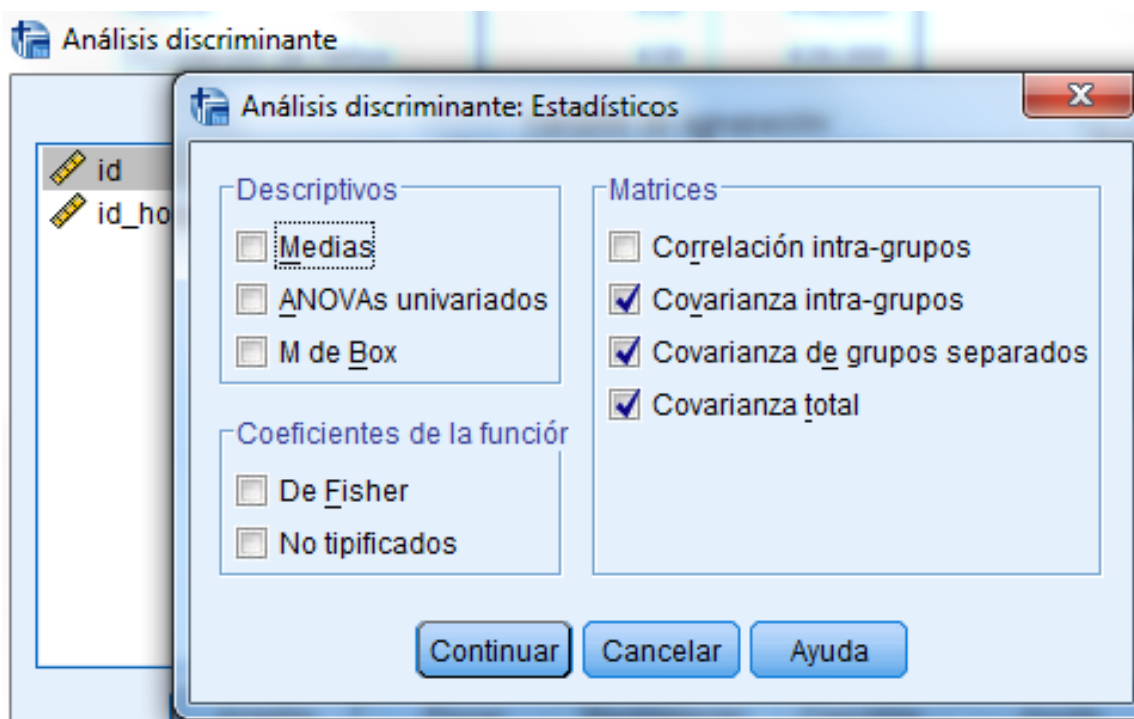 Análisis discriminante
Análisis discriminante: Estadísticos
id
id_ho
Descriptivos
Medias
ANOVAs univariados
M de Box
Coeficientes de la funciór
De Fisher
No tipificados
Matrices
Correlación intra-grupos
Covarianza intra-grupos
Covarianza de grupos separados
Covarianza total
Continuar
Cancelar
Ayuda